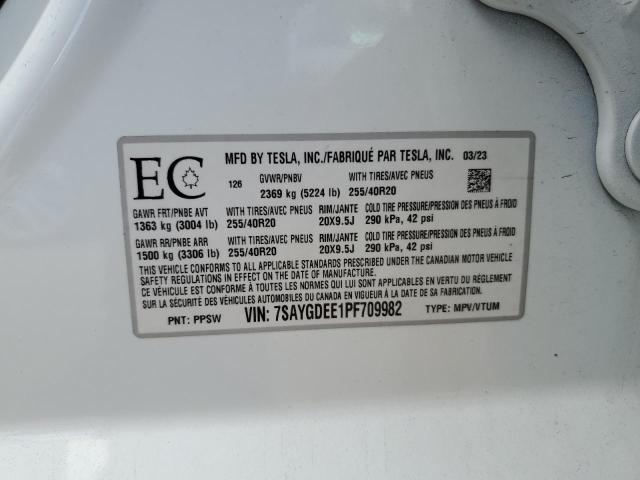 EC
MFD BY TESLA, INC./FABRIQUÉ PAR TESLA, INC. 03/23
126
GVWR/PNBV WITH TIRES/AVEC PNEUS
2369 kg (5224 lb) 255/40R20
GAWR FRT/PNBE AVT WITH TIRES/AVEC PNEUS RIM/JANTE COLD TIRE PRESSURE/PRESSION DES PNEUS À FROID
1363 kg (3004 lb) 255/40R20 20X9.5J 290 kPa, 42 psi
GAWR RR/PNBE ARR WITH TIRES/AVEC PNEUS RIM/JANTE COLD TIRE PRESSURE/PRESSION DES PNEUS À FROID
1500 kg (3306 lb) 255/40R20 20X9.5J 290 kPa, 42 psi
THIS VEHICLE CONFORMS TO ALL APPLICABLE STANDARDS PRESCRIBED UNDER THE CANADIAN MOTOR VEHICLE
SAFETY REGULATIONS IN EFFECT ON THE DATE OF MANUFACTURE.
CE VÉHICULE EST CONFORME À TOUTES LES NORMES QUI LUI SONT APPLICABLES EN VERTU DU RÈGLEMENT
SUR LA SÉCURITÉ DES VÉHICULES AUTOMOBILES DU CANADA EN VIGUEUR À LA DATE DE SA FABRICATION.
PNT: PPSW VIN: 7SAYGDEE1PF709982 TYPE: MPV/VTUM